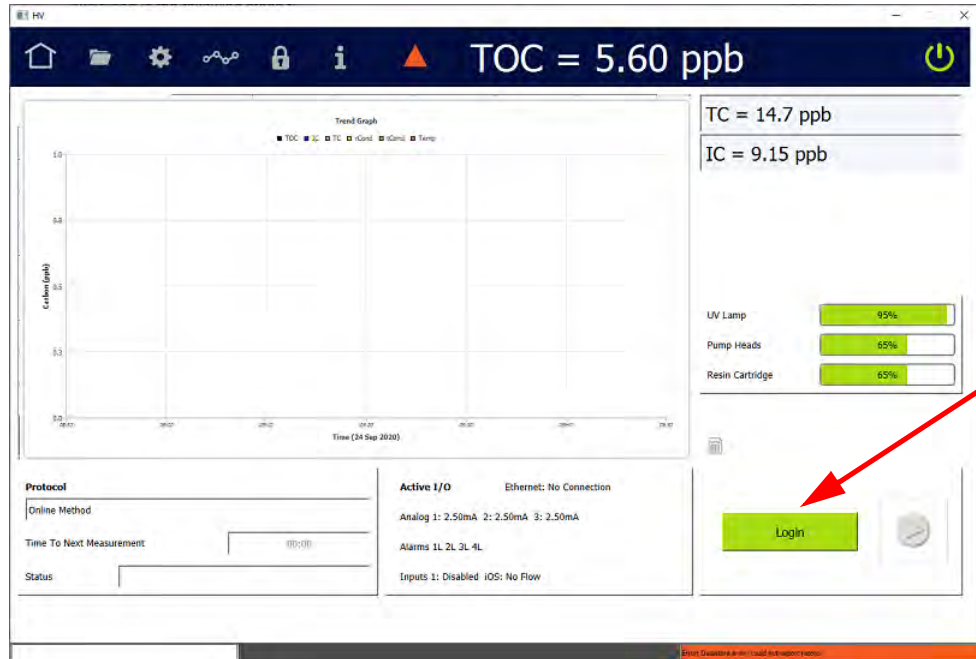 HV
TOC = 5.60 ppb
TC = 14.7 ppb
IC = 9.15 ppb
Trend Graph
TOC IC TC rCond Temp
1.0
0.8
0.5
0.3
0.0
Carbon (ppb)
Time (24 Sep 2020)
UV Lamp 95%
Pump Heads 65%
Resin Cartridge 65%
Protocol
Online Method
Time To Next Measurement 00:00
Status
Active I/O Ethernet: No Connection
Analog 1: 2.50mA 2: 2.50mA 3: 2.50mA
Alarms 1L 2L 3L 4L
Inputs 1: Disabled iOS: No Flow
Login